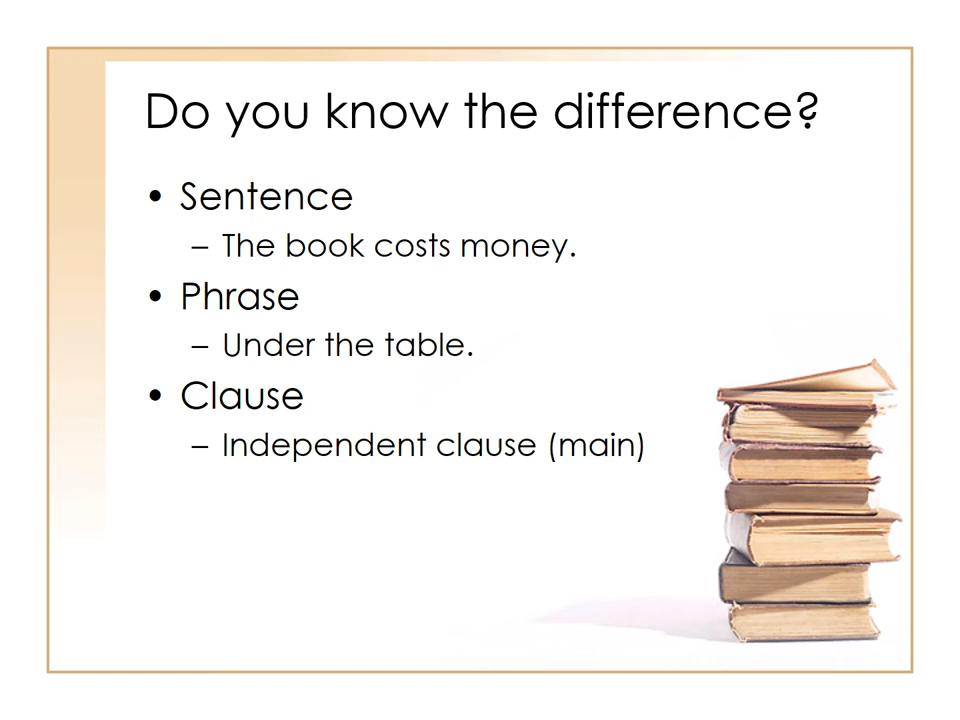 Do you know the difference?
• Sentence
– The book costs money.
• Phrase
– Under the table.
• Clause
– Independent clause (main)